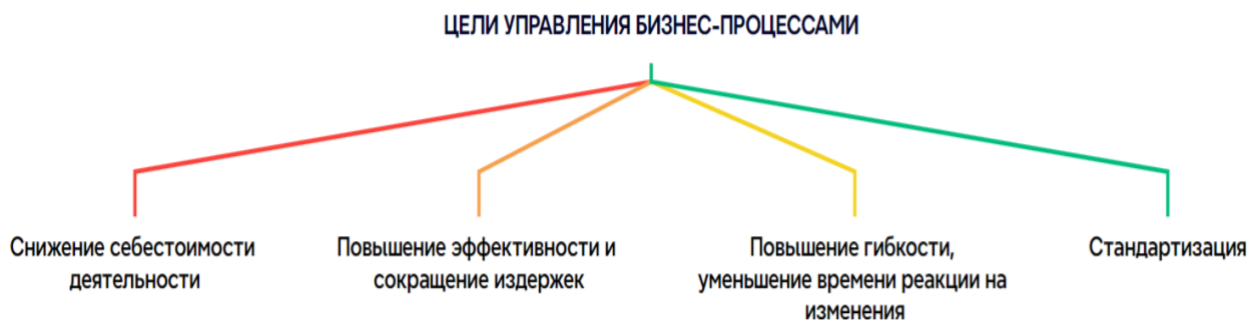 ЦЕЛИ УПРАВЛЕНИЯ БИЗНЕС-ПРОЦЕССАМИ
Снижение себестоимости
деятельности
Повышение эффективности и
сокращение издержек
Повышение гибкости,
уменьшение времени реакции на
изменения
Стандартизация